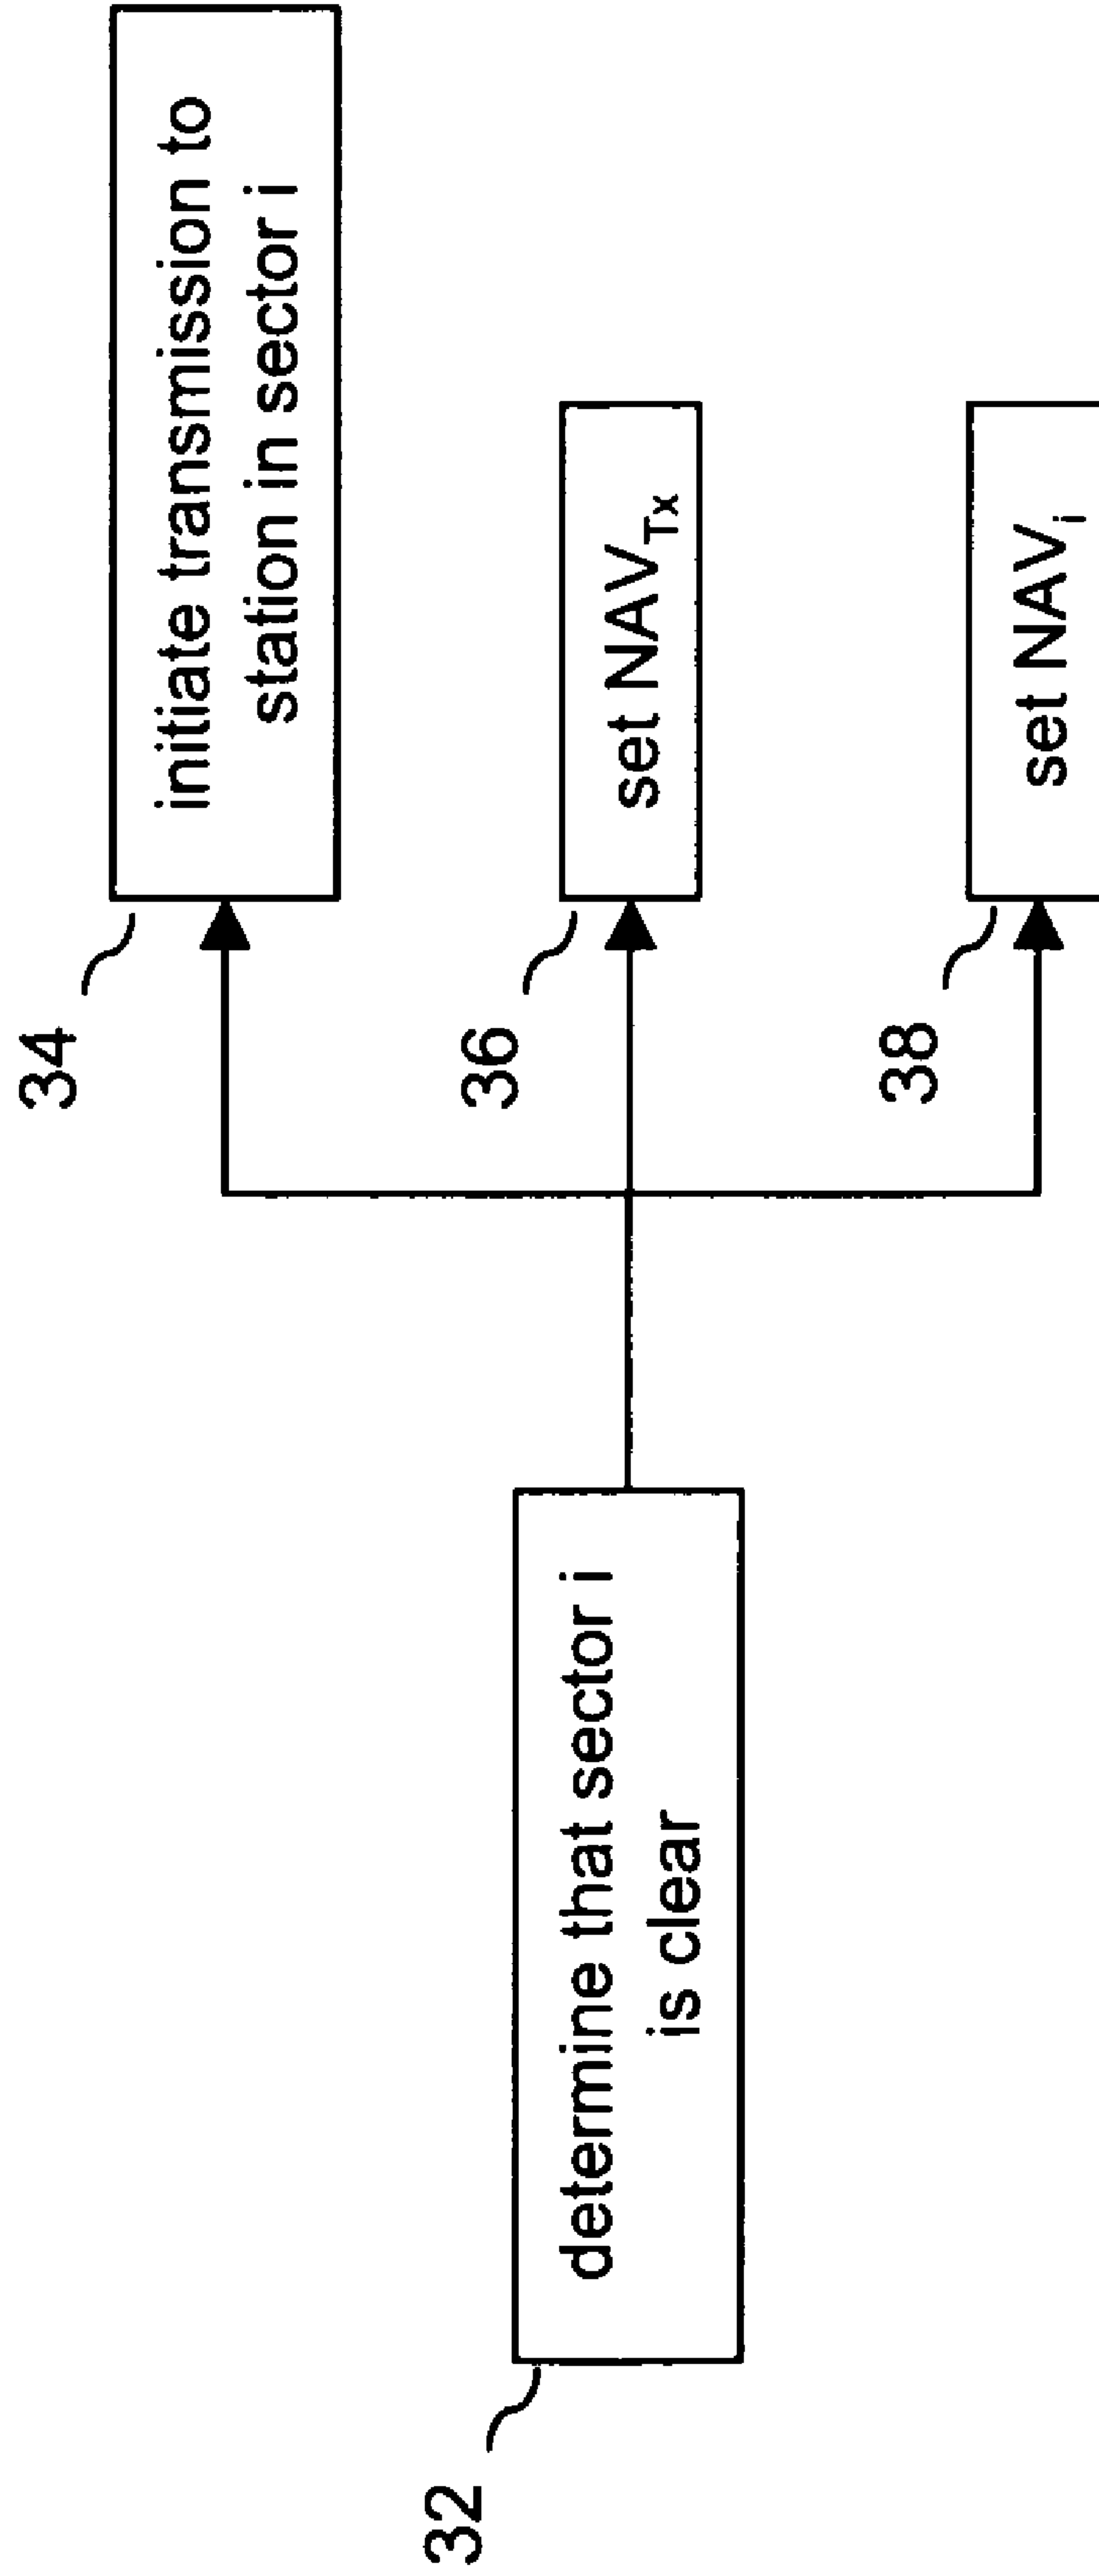 32
determine that sector i
is clear
34
initiate transmission to
station in sector i
36
set NAV_Tx
38
set NAV_i